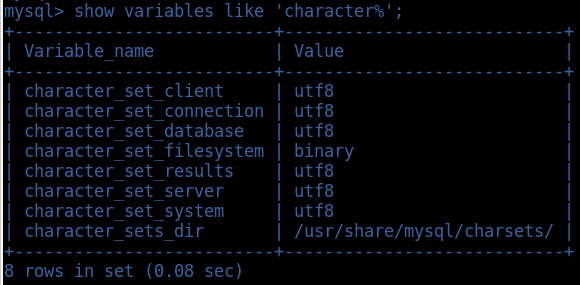 mysql> show variables like 'character%';
+--------------------------+----------------------------+
| Variable_name            | Value                      |
+--------------------------+----------------------------+
| character_set_client     | utf8                       |
| character_set_connection | utf8                       |
| character_set_database   | utf8                       |
| character_set_filesystem | binary                     |
| character_set_results    | utf8                       |
| character_set_server     | utf8                       |
| character_set_system     | utf8                       |
| character_sets_dir       | /usr/share/mysql/charsets/ |
+--------------------------+----------------------------+
8 rows in set (0.08 sec)